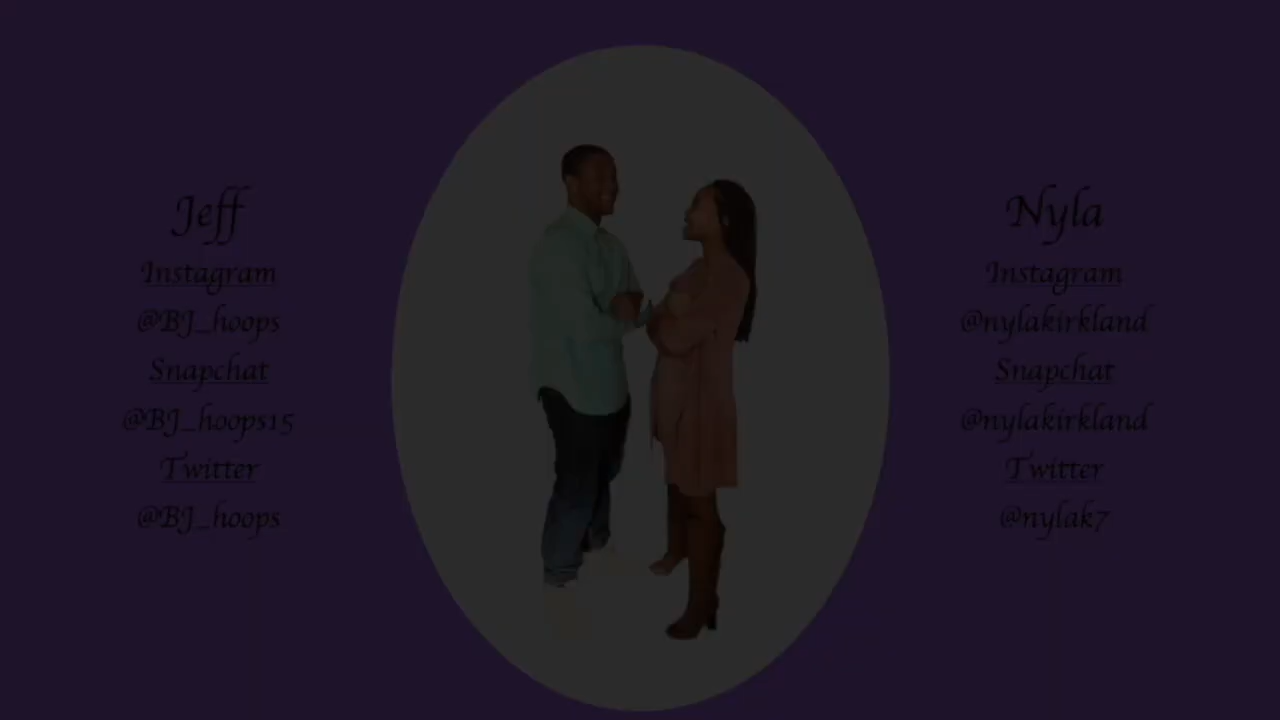 Jeff
Instagram
@BJ_hoops
Snapchat
@BJ_hoops15
Twitter
@BJ_hoops
Nyla
Instagram
@nylakirkland
Snapchat
@nylakirkland
Twitter
@nylak7